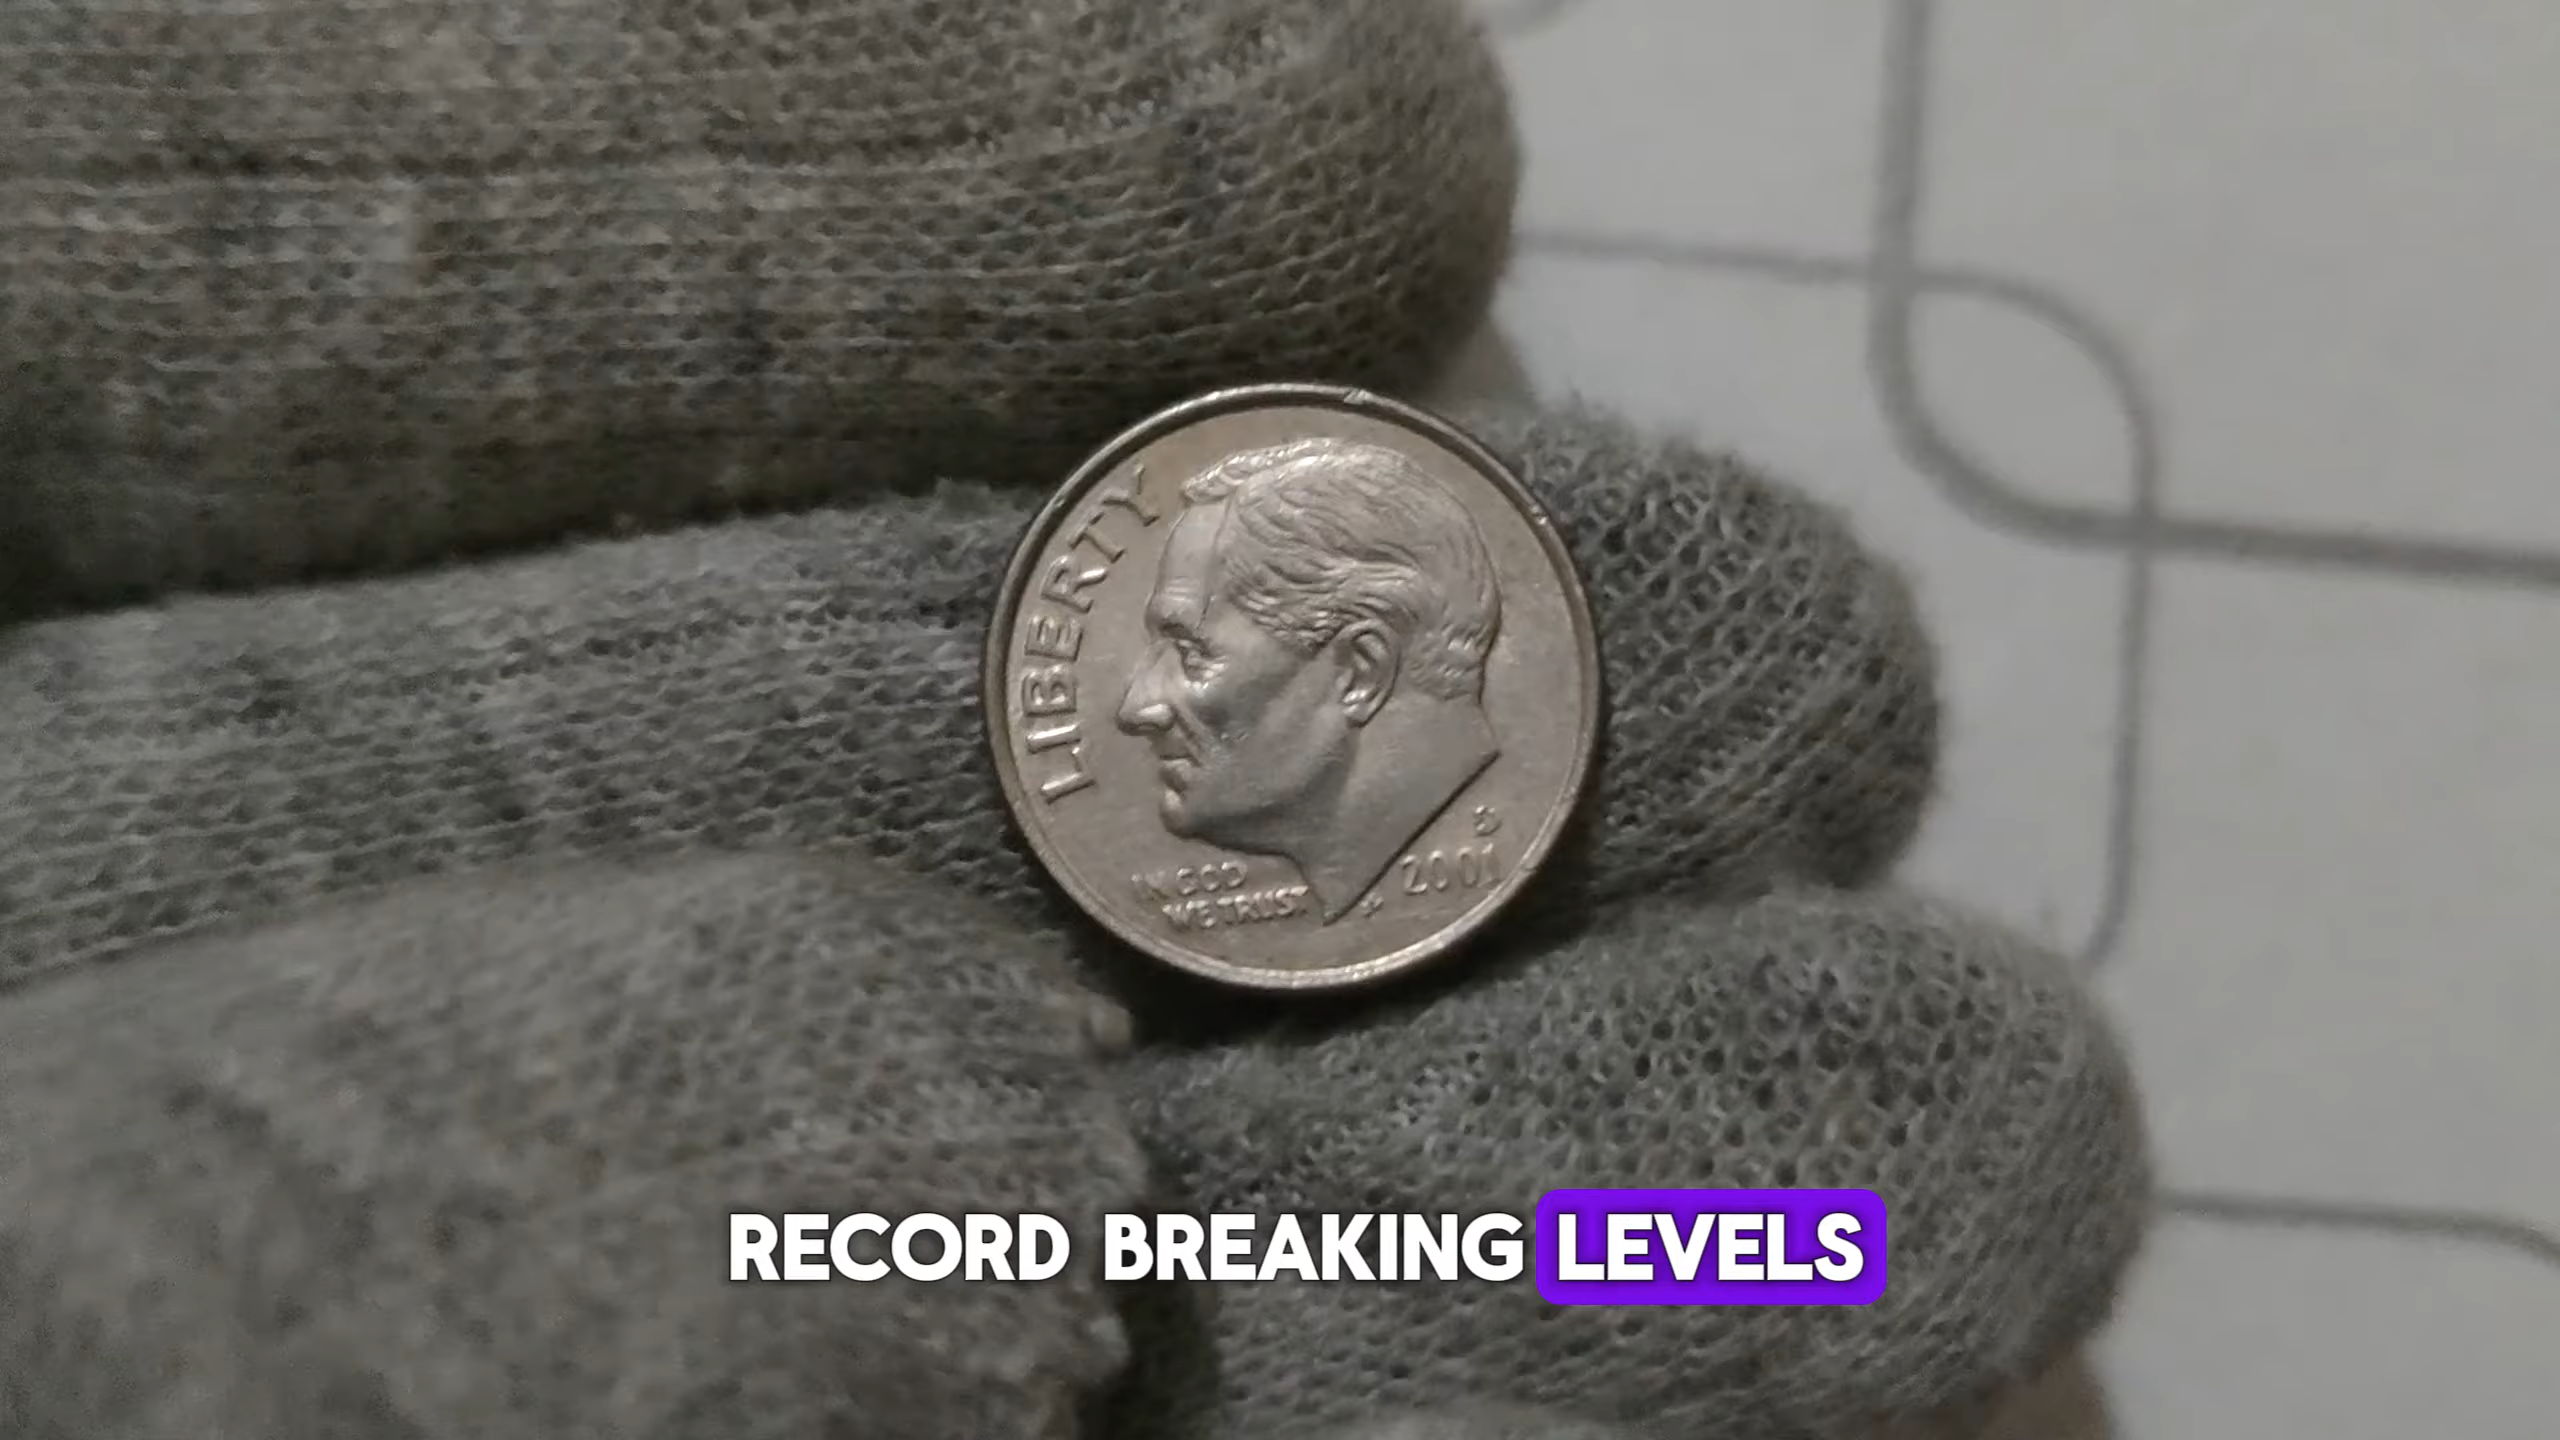 LIBERTY
IN GOD
WE TRUST
2001
RECORD BREAKING LEVELS